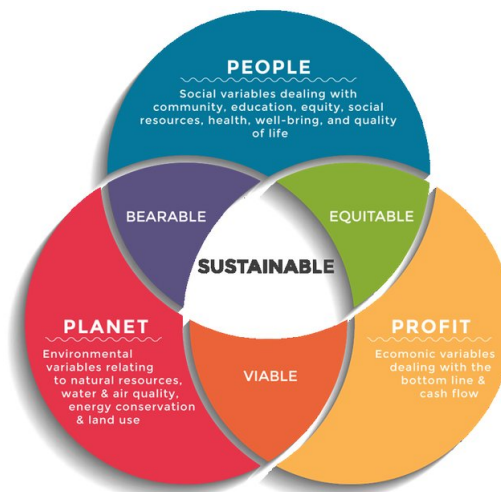 PEOPLE
Social variables dealing with
community, education, equity, social
resources, health, well-bring, and quality
of life
BEARABLE
EQUITABLE
SUSTAINABLE
PLANET
Environmental
variables relating
to natural resources,
water & air quality,
energy conservation
& land use
PROFIT
Ecomonic variables
dealing with the
bottom line &
cash flow
VIABLE